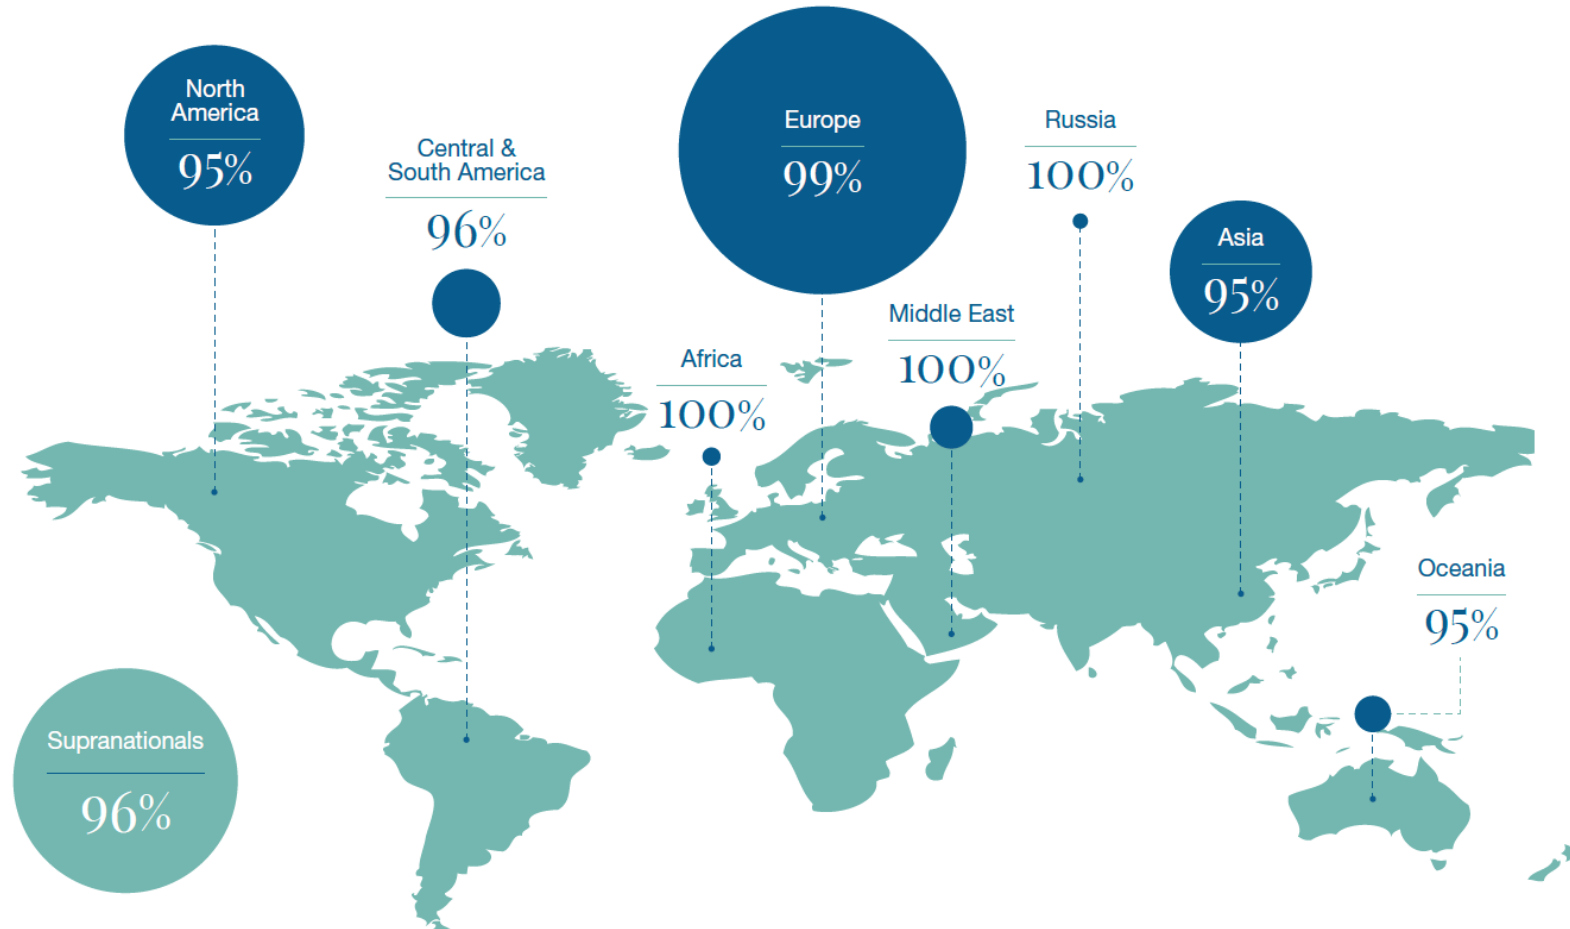 North
America
95%
Central &
South America
96%
Europe
99%
Russia
100%
Asia
95%
Middle East
100%
Africa
100%
Oceania
95%
Supranationals
96%